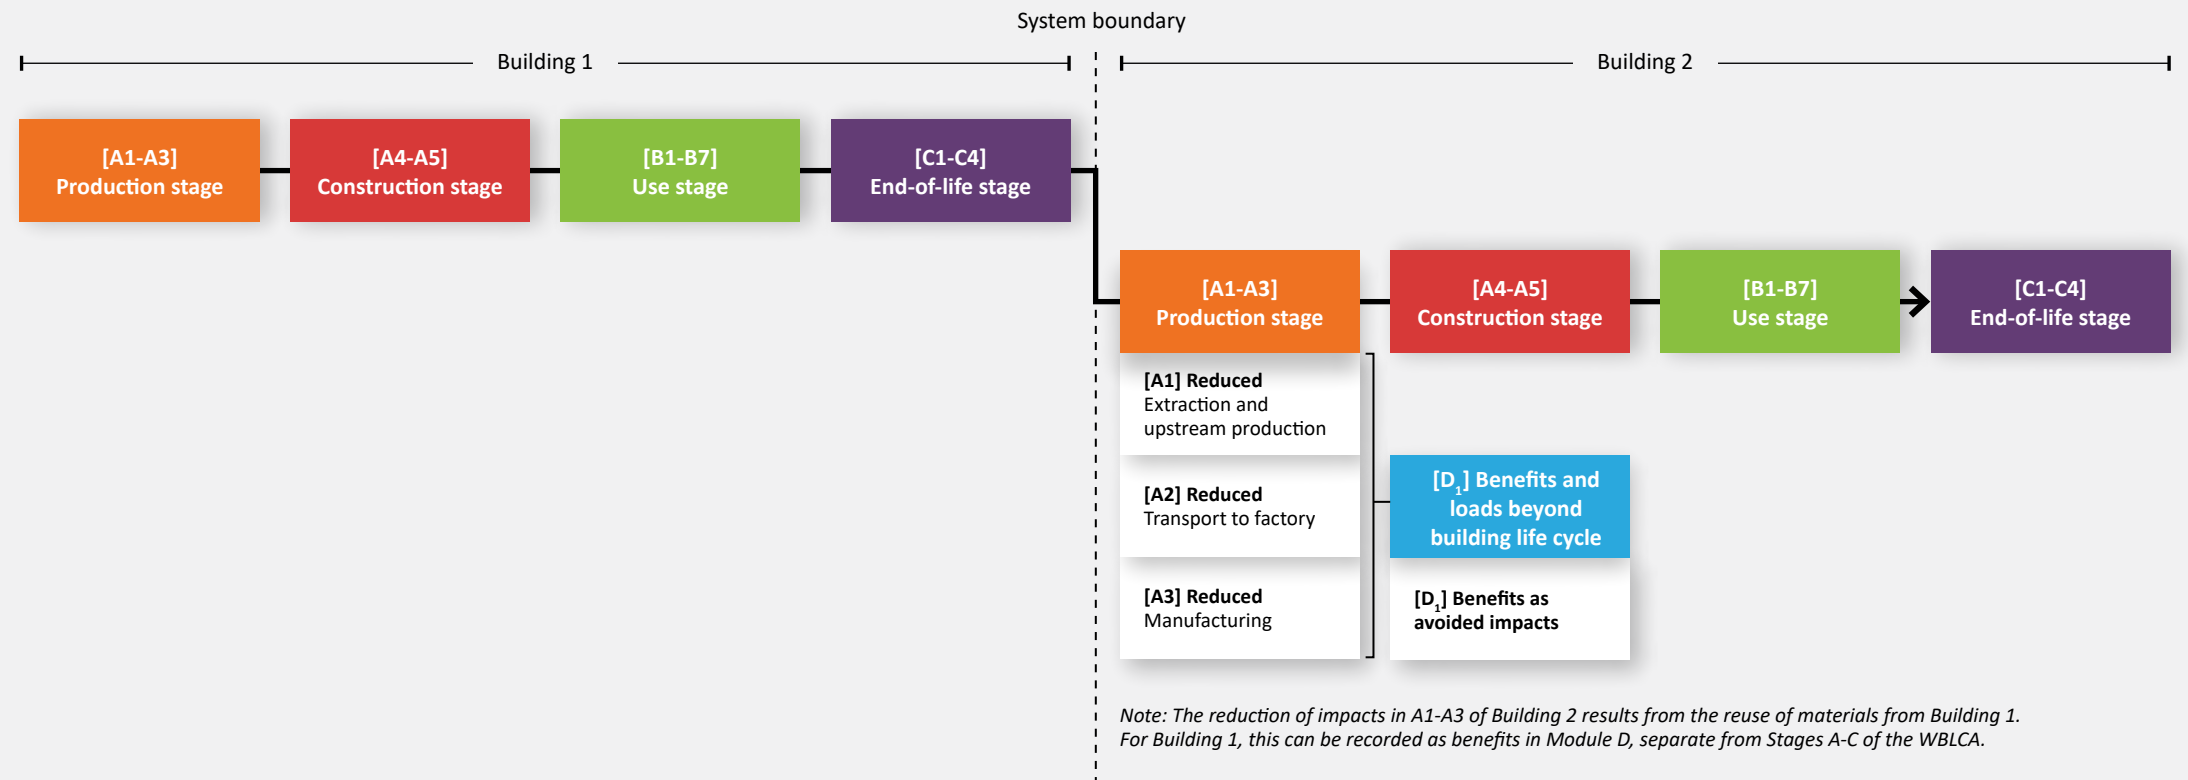 System boundary
Building 1
Building 2
[A1-A3]
Production stage
[A4-A5]
Construction stage
[B1-B7]
Use stage
[C1-C4]
End-of-life stage
[A1-A3]
Production stage
[A4-A5]
Construction stage
[B1-B7]
Use stage
[C1-C4]
End-of-life stage
[A1] Reduced
Extraction and
upstream production
[A2] Reduced
Transport to factory
[A3] Reduced
Manufacturing
[D₁] Benefits and
loads beyond
building life cycle
[D₁] Benefits as
avoided impacts
Note: The reduction of impacts in A1-A3 of Building 2 results from the reuse of materials from Building 1.
For Building 1, this can be recorded as benefits in Module D, separate from Stages A-C of the WBLCA.